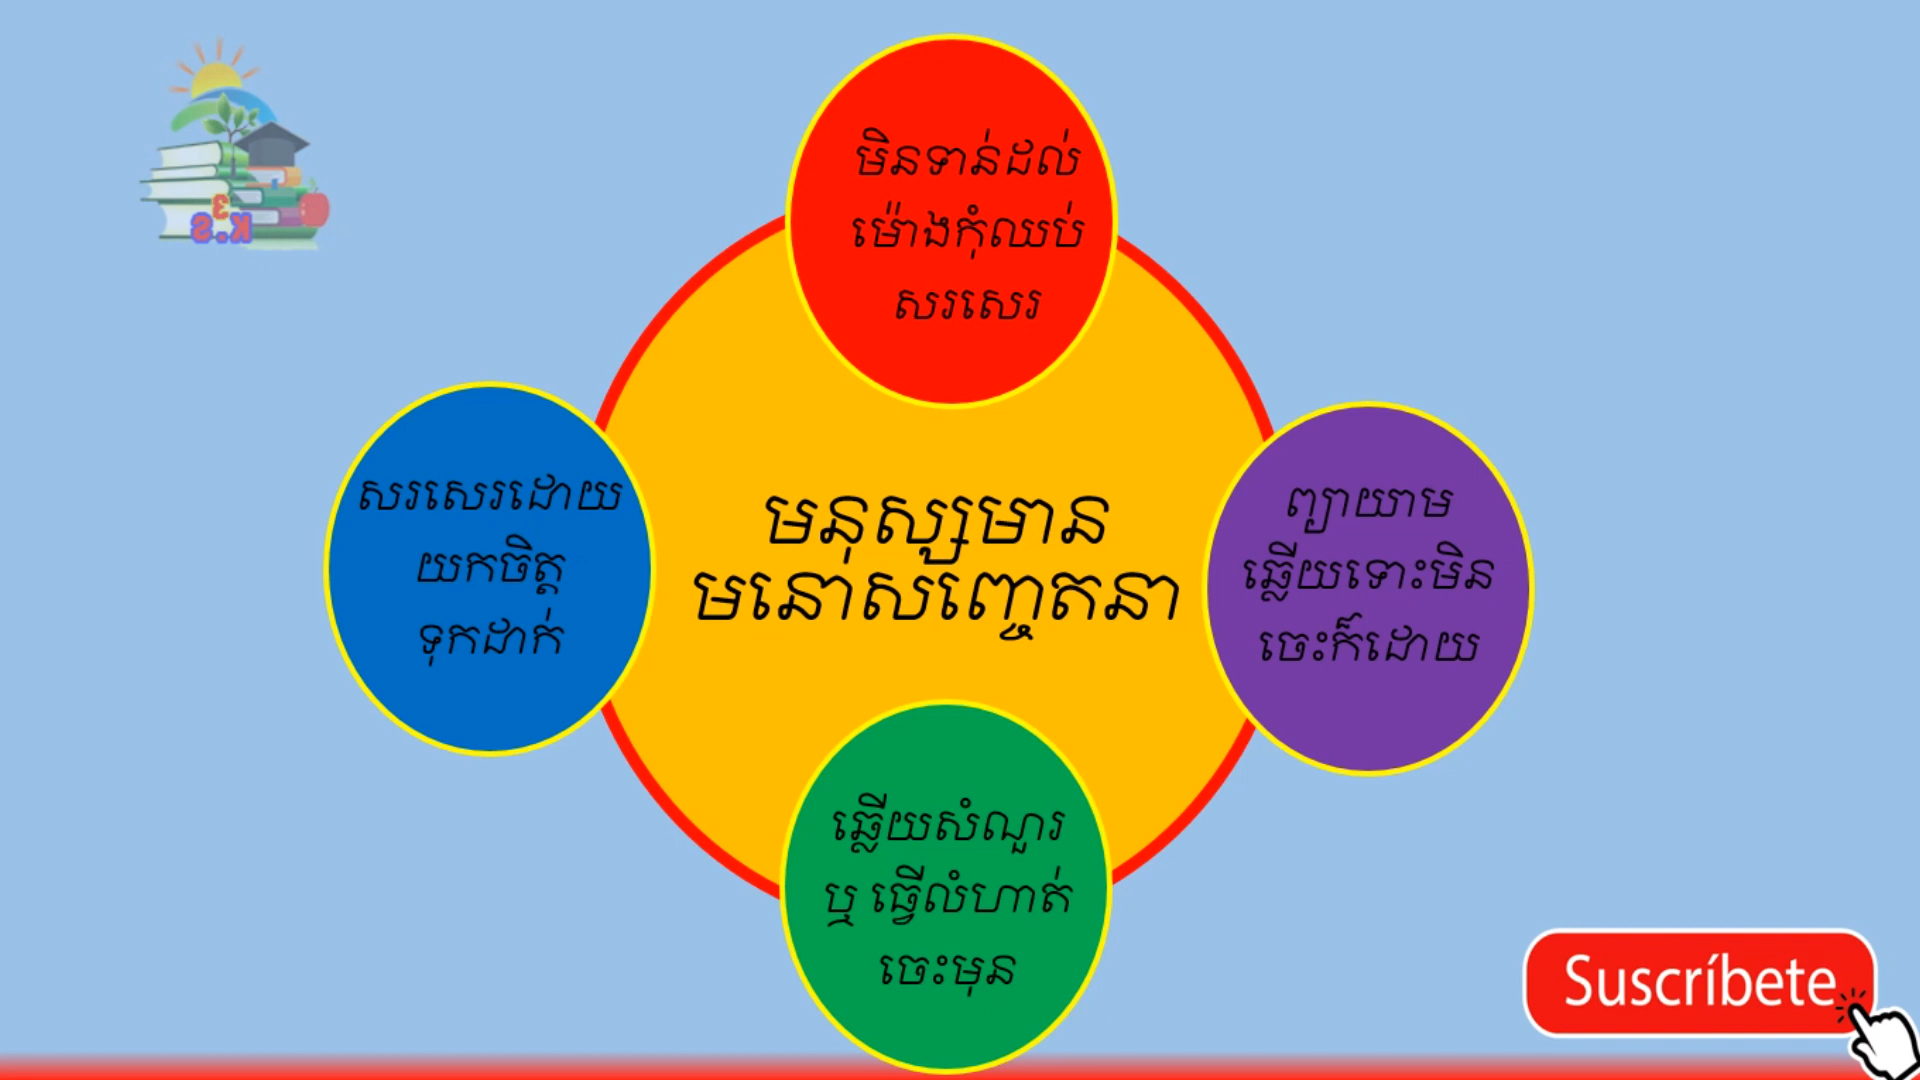 មិនទាន់ដល់
ម៉ោងកុំឈប់
សរសេរ
សរសេរដោយ
យកចិត្ត
ទុកដាក់
មនុស្សមាន
មនោសញ្ចេតនា
ព្យាយាម
ឆ្លើយទោះមិន
ចេះក៏ដោយ
ឆ្លើយសំណួរ
ឬ ធ្វើលំហាត់
ចេះមុន
K.S
3
Suscríbete